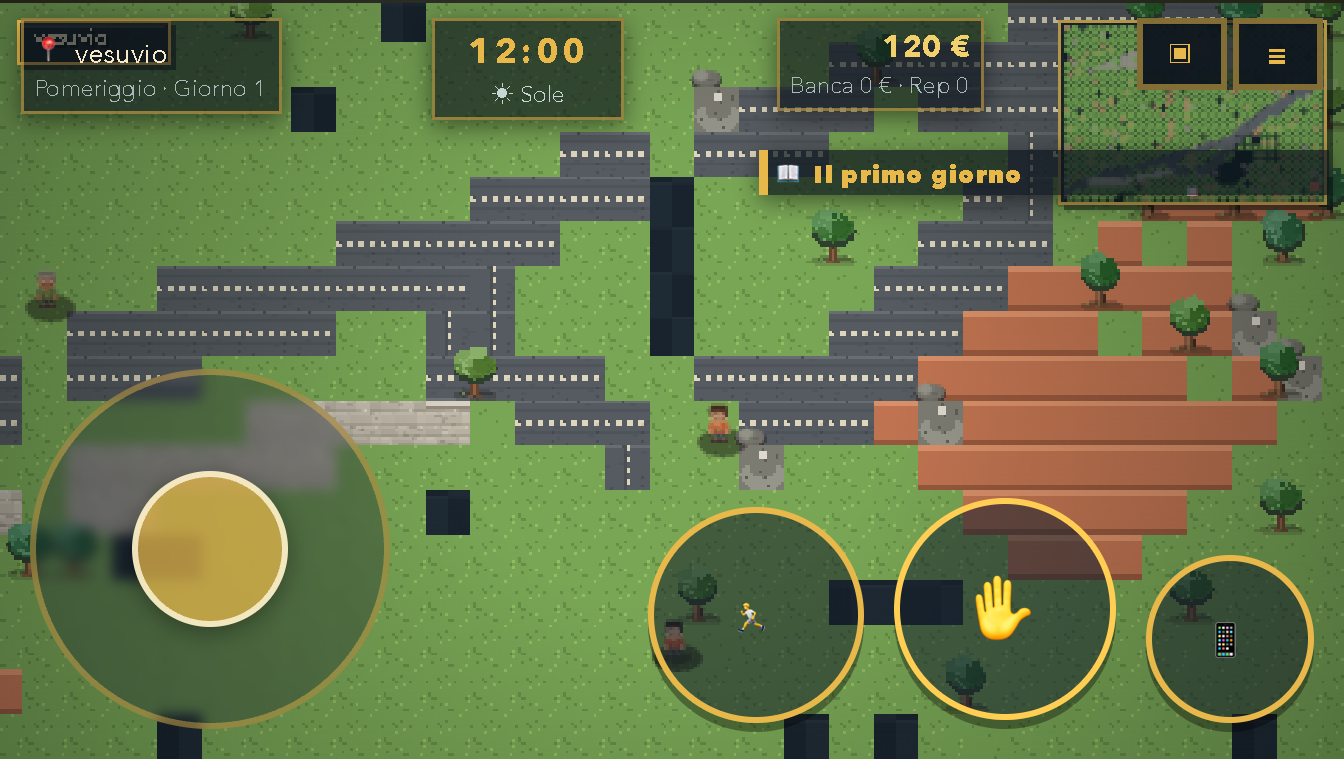 vesuvio
Pomeriggio · Giorno 1
12:00
☀ Sole
120 €
Banca 0 € · Rep 0
Il primo giorno